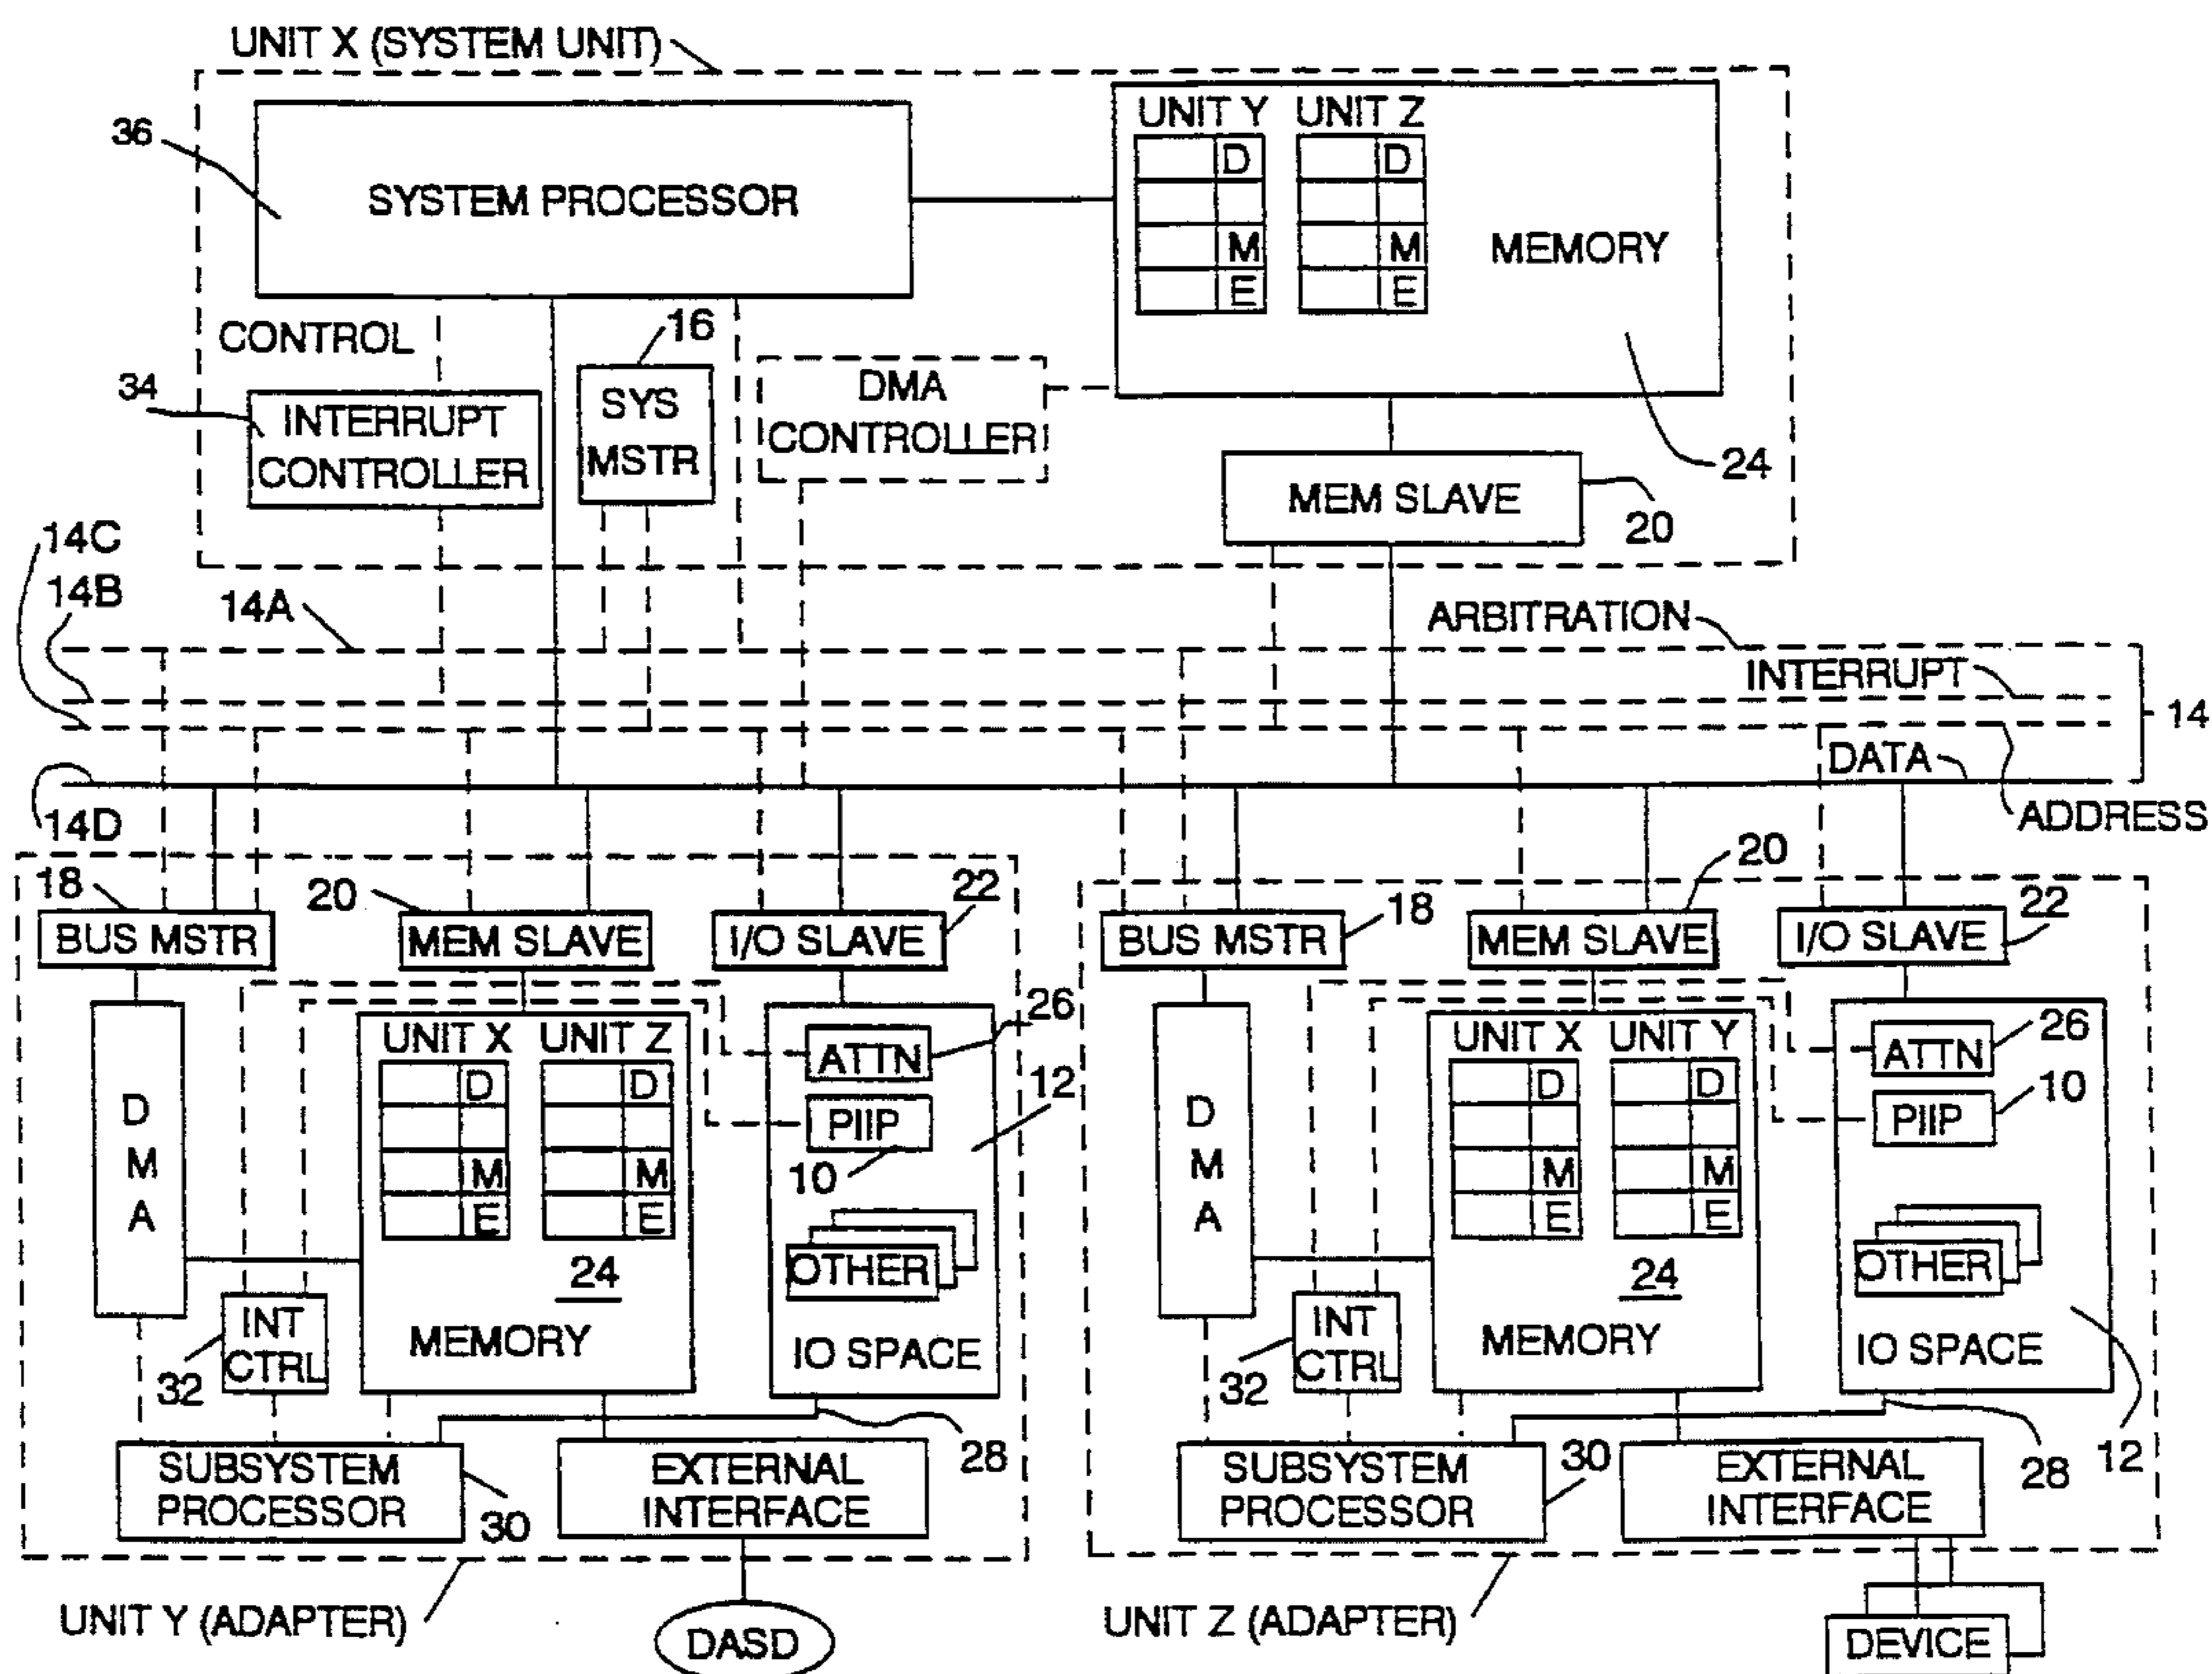 UNIT X (SYSTEM UNIT)
36
SYSTEM PROCESSOR
UNIT Y UNIT Z
D D
M M
E E
MEMORY
CONTROL
16
34
INTERRUPT
CONTROLLER
SYS
MSTR
DMA
CONTROLLER
24
MEM SLAVE
20
14C
14B
14A
ARBITRATION
INTERRUPT
14
DATA
14D
ADDRESS
18
BUS MSTR
20
MEM SLAVE
22
I/O SLAVE
DMA
UNIT X UNIT Z
D D
M M
E E
24
MEMORY
26
ATTN
12
PIIP
10
OTHER
IO SPACE
INT
CTRL
32
28
SUBSYSTEM
PROCESSOR
30
EXTERNAL
INTERFACE
UNIT Y (ADAPTER)
DASD
18
BUS MSTR
20
MEM SLAVE
22
I/O SLAVE
DMA
UNIT X UNIT Y
D D
M M
E E
24
MEMORY
26
ATTN
10
PIIP
OTHER
IO SPACE
INT
CTRL
32
12
28
SUBSYSTEM
PROCESSOR
30
EXTERNAL
INTERFACE
UNIT Z (ADAPTER)
DEVICE